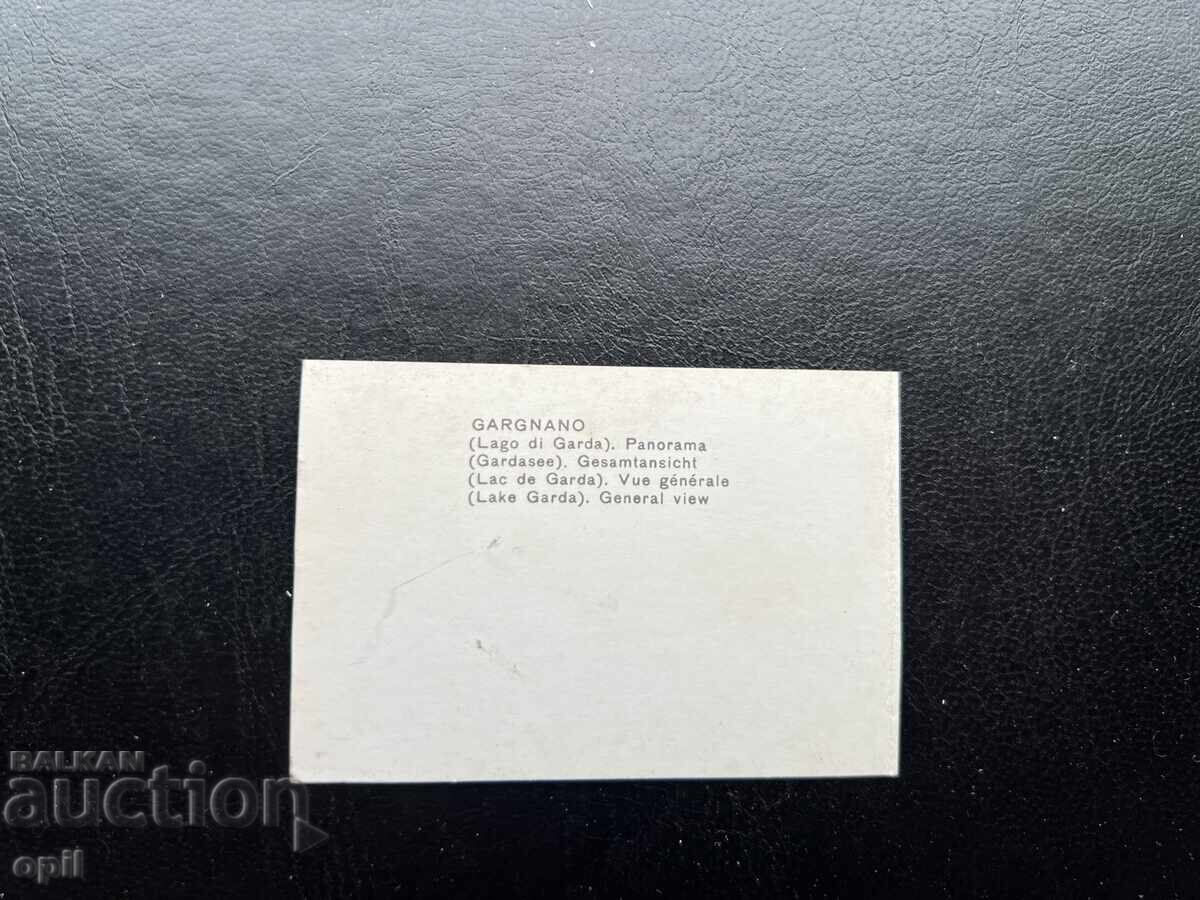 GARGNANO
(Lago di Garda). Panorama
(Gardasee). Gesamtansicht
(Lac de Garda). Vue générale
(Lake Garda). General view
BALKAN
auction
opil